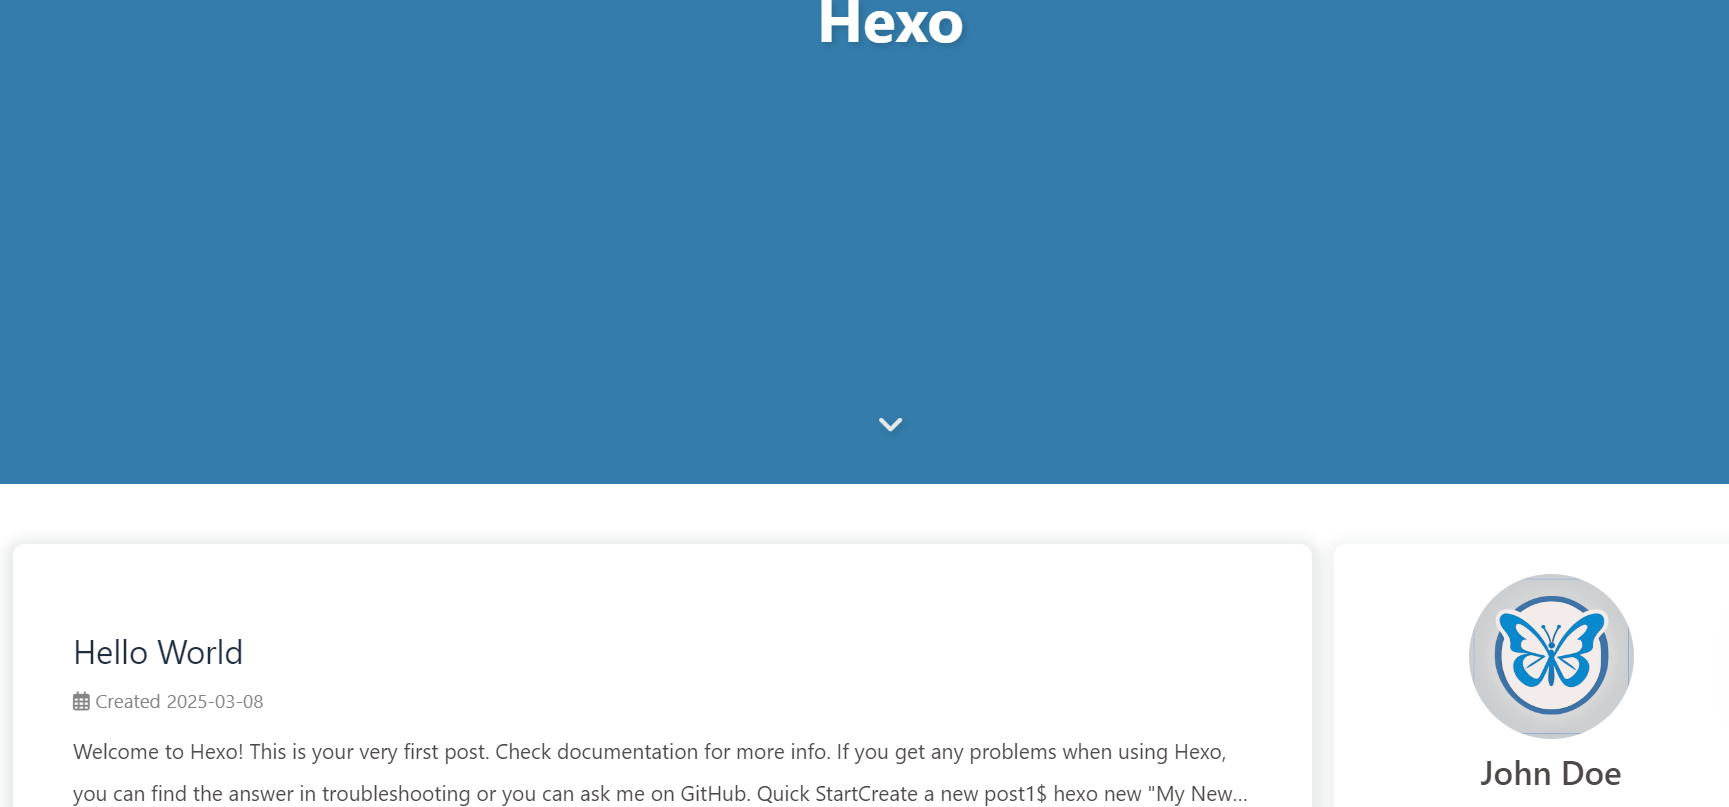 Hexo
Hello World
Created 2025-03-08
Welcome to Hexo! This is your very first post. Check documentation for more info. If you get any problems when using Hexo,
you can find the answer in troubleshooting or you can ask me on GitHub. Quick StartCreate a new post1$ hexo new "My New...
John Doe